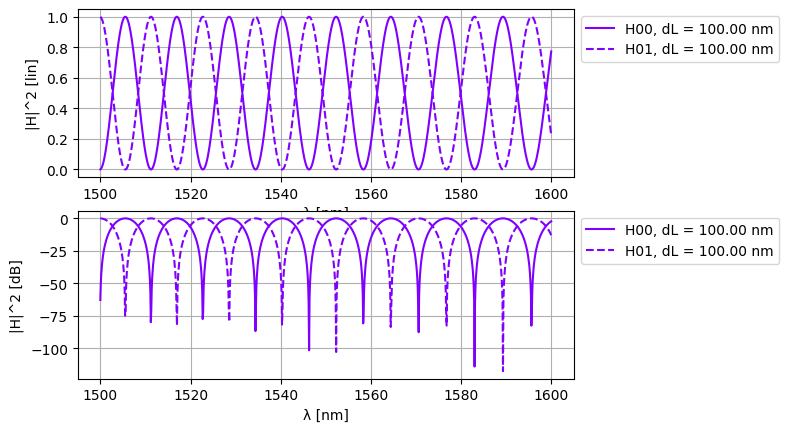 1.0
0.8
0.6
0.4
0.2
0.0
|H|^2 [lin]
1500 1520 1540 1560 1580 1600
λ [nm]
H00, dL = 100.00 nm
H01, dL = 100.00 nm
0
−25
−50
−75
−100
|H|^2 [dB]
1500 1520 1540 1560 1580 1600
λ [nm]
H00, dL = 100.00 nm
H01, dL = 100.00 nm